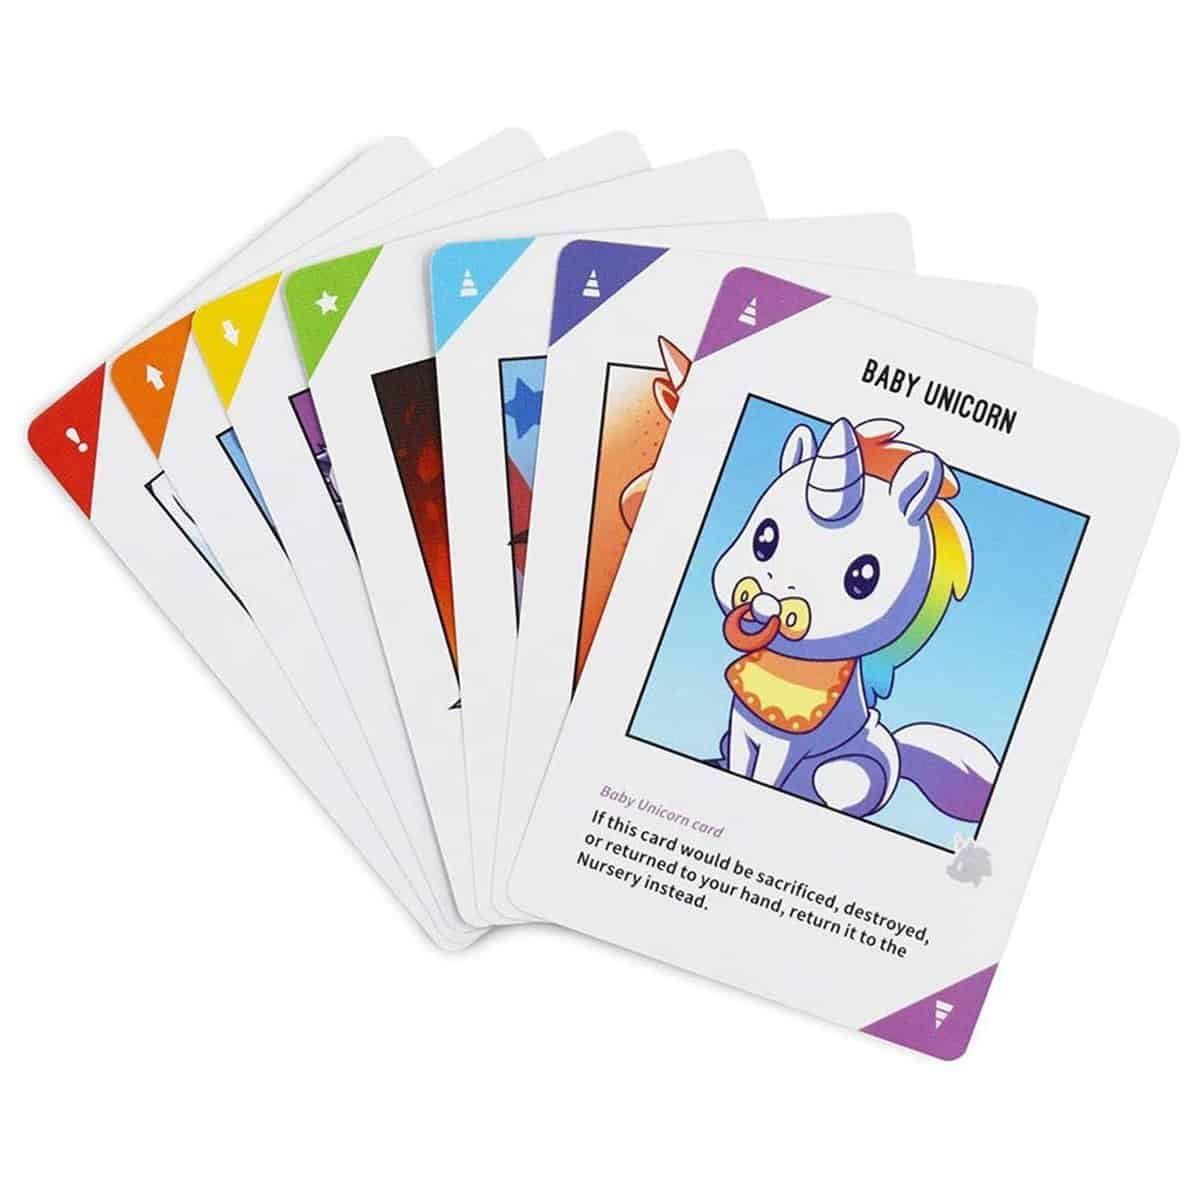 BABY UNICORN
Baby Unicorn card
If this card would be sacrificed, destroyed,
or returned to your hand, return it to the
Nursery instead.